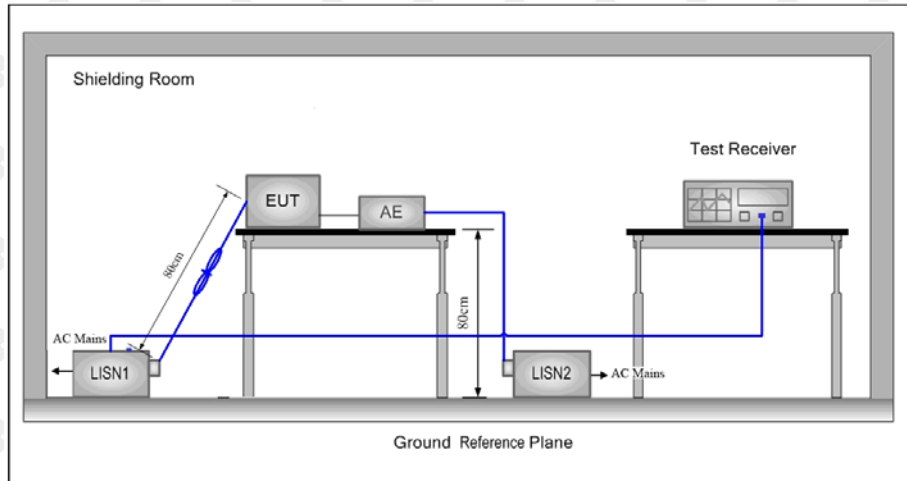 Shielding Room
Test Receiver
EUT
AE
80cm
80cm
AC Mains
LISN1
LISN2
AC Mains
Ground Reference Plane